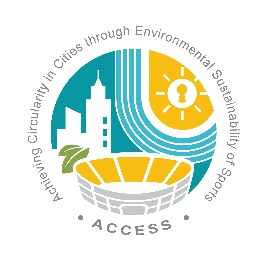 Achieving Circularity in Cities through Environmental Sustainability of Sports
• ACCESS •